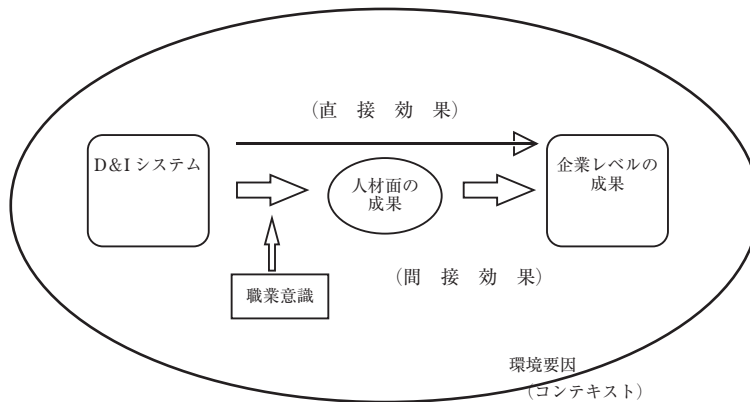 （直　接　効　果）
D&Iシステム
人材面の
成果
企業レベルの
成果
（間　接　効　果）
職業意識
環境要因
（コンテキスト）